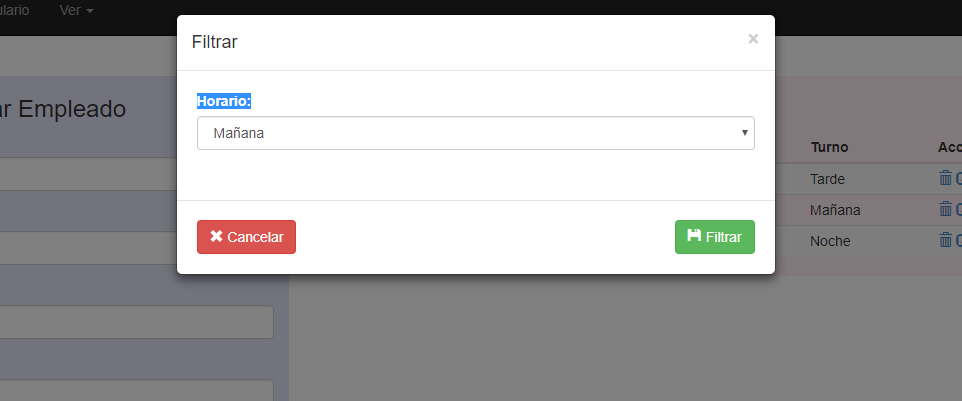 ulario Ver
Filtrar ×
ar Empleado
Horario:
Mañana
Turno Acc
Tarde
Mañana
Noche
Cancelar Filtrar